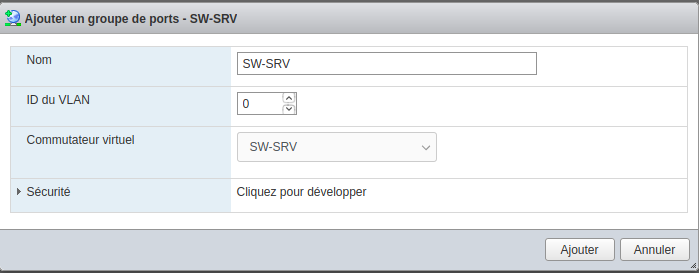 Ajouter un groupe de ports - SW-SRV
Nom SW-SRV
ID du VLAN 0
Commutateur virtuel SW-SRV
Sécurité Cliquez pour développer
Ajouter Annuler